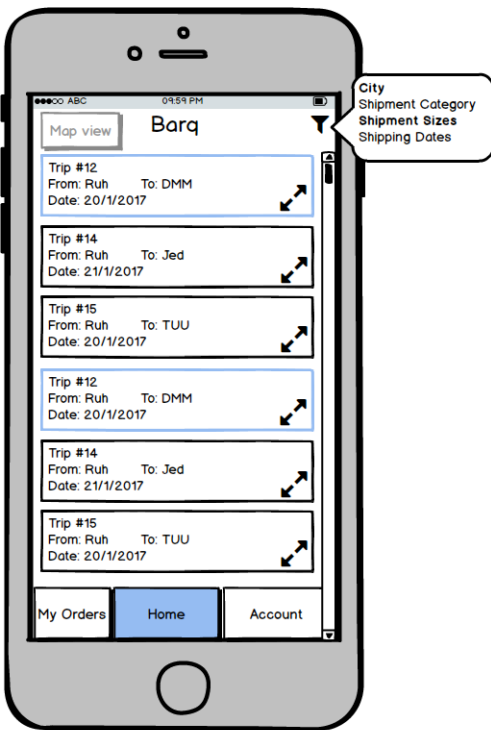 ABC 09:59 PM
Map view Barq
City
Shipment Category
Shipment Sizes
Shipping Dates
Trip #12
From: Ruh To: DMM
Date: 20/1/2017
Trip #14
From: Ruh To: Jed
Date: 21/1/2017
Trip #15
From: Ruh To: TUU
Date: 20/1/2017
Trip #12
From: Ruh To: DMM
Date: 20/1/2017
Trip #14
From: Ruh To: Jed
Date: 21/1/2017
Trip #15
From: Ruh To: TUU
Date: 20/1/2017
My Orders Home Account